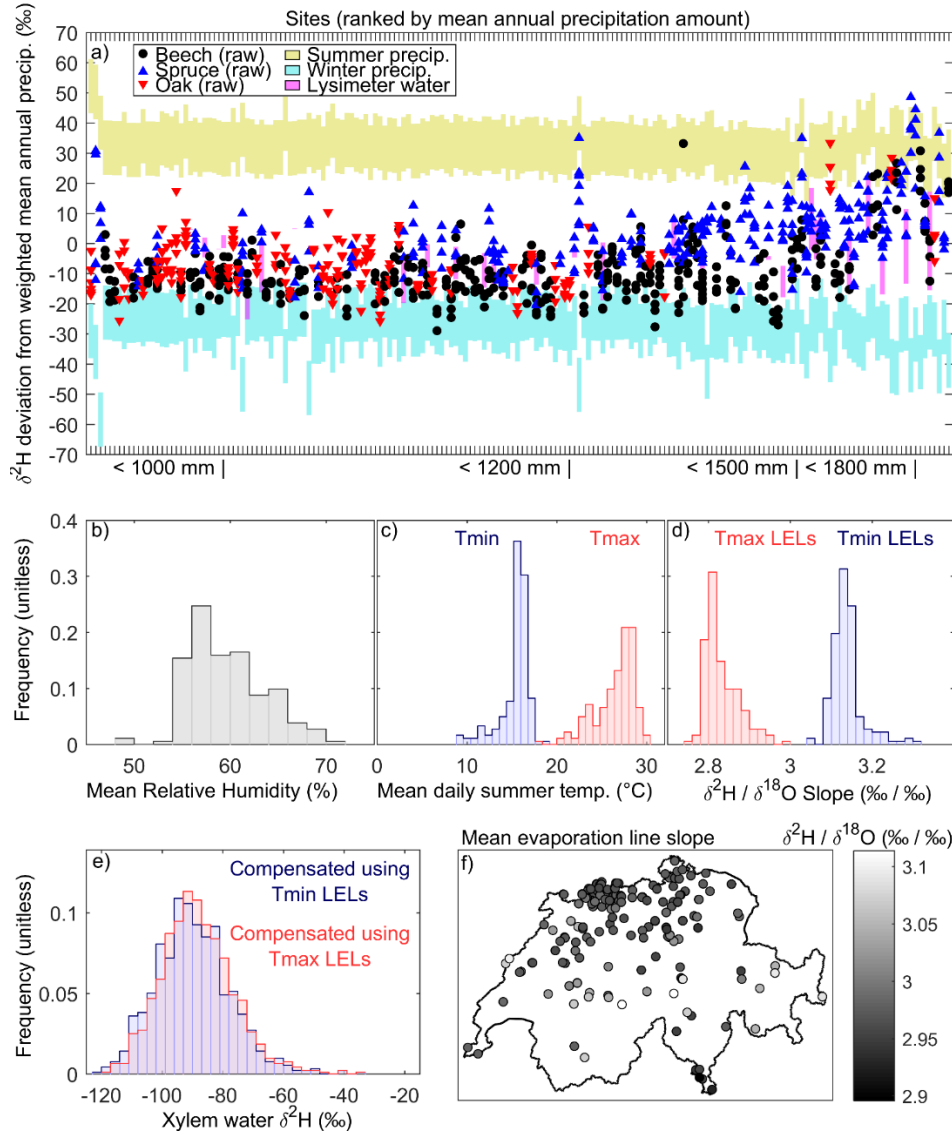 Sites (ranked by mean annual precipitation amount)
δ²H deviation from weighted mean annual precip. (‰)
70
60
50
40
30
20
10
0
-10
-20
-30
-40
-50
-60
-70
a)
Beech (raw)
Spruce (raw)
Oak (raw)
Summer precip.
Winter precip.
Lysimeter water
< 1000 mm |
< 1200 mm |
< 1500 mm |
< 1800 mm |
Frequency (unitless)
0.4
0.3
0.2
0.1
0
b)
50 60 70
Mean Relative Humidity (%)
c)
Tmin
Tmax
0 10 20 30
Mean daily summer temp. (°C)
d)
Tmax LELs
Tmin LELs
2.8 3 3.2
δ²H / δ¹⁸O Slope (‰ / ‰)
Frequency (unitless)
0.1
0.05
0
e)
Compensated using
Tmin LELs
Compensated using
Tmax LELs
-120 -100 -80 -60 -40 -20
Xylem water δ²H (‰)
Mean evaporation line slope
f)
δ²H / δ¹⁸O (‰ / ‰)
3.1
3.05
3
2.95
2.9